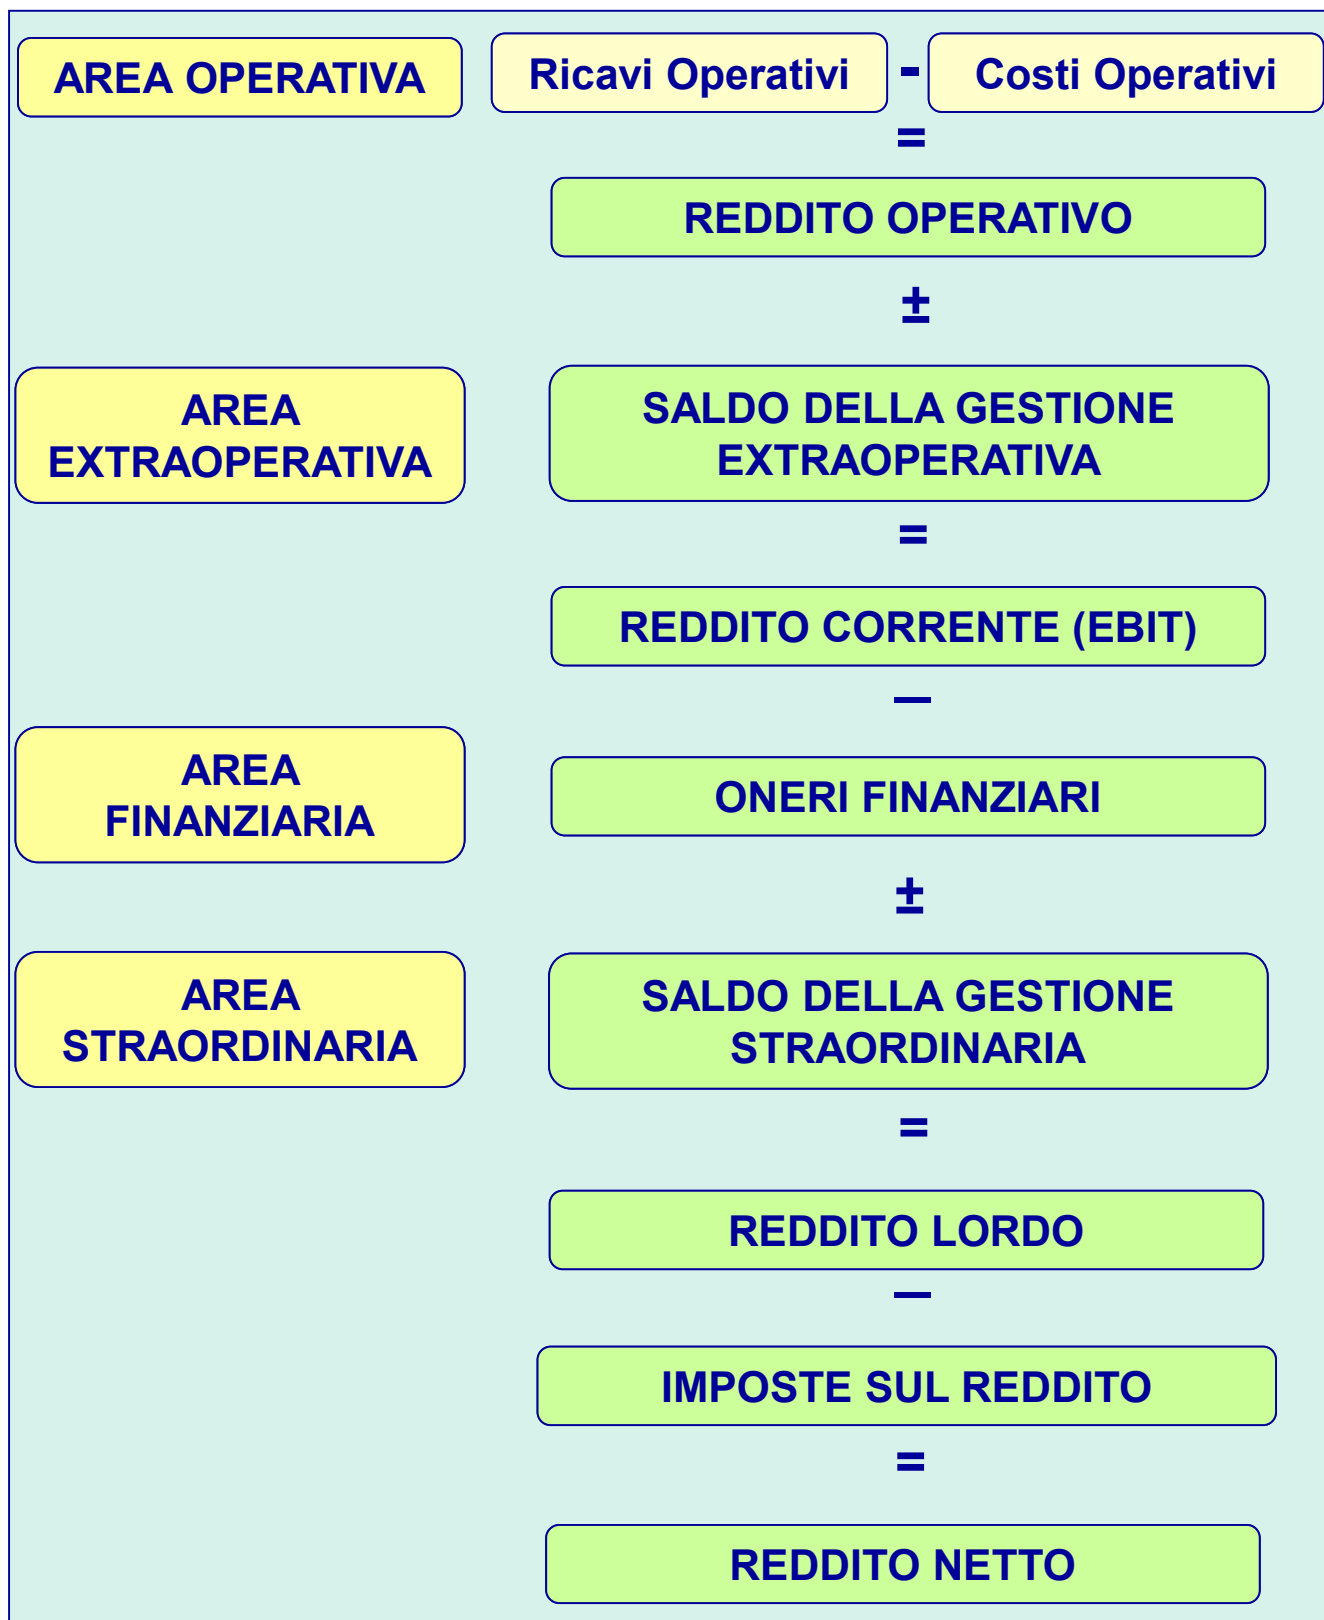 AREA OPERATIVA
Ricavi Operativi - Costi Operativi
=
REDDITO OPERATIVO
±
AREA
EXTRAOPERATIVA
SALDO DELLA GESTIONE
EXTRAOPERATIVA
=
REDDITO CORRENTE (EBIT)
–
AREA
FINANZIARIA
ONERI FINANZIARI
±
AREA
STRAORDINARIA
SALDO DELLA GESTIONE
STRAORDINARIA
=
REDDITO LORDO
–
IMPOSTE SUL REDDITO
=
REDDITO NETTO